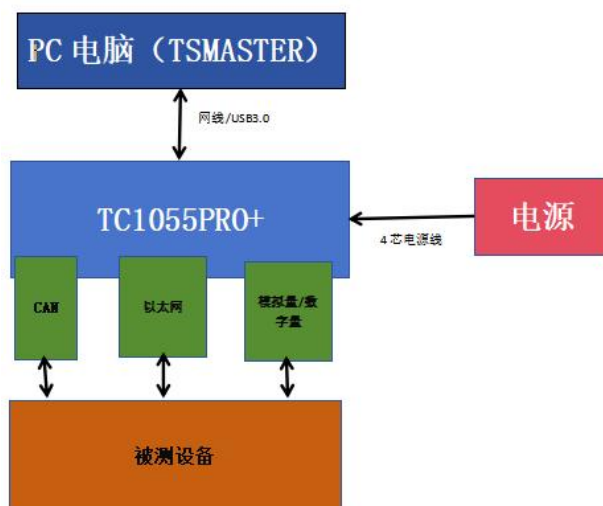 PC 电脑（TSMASTER）
网线/USB3.0
TC1055PRO+
电源
4 芯电源线
CAN
以太网
模拟量/数
字量
被测设备